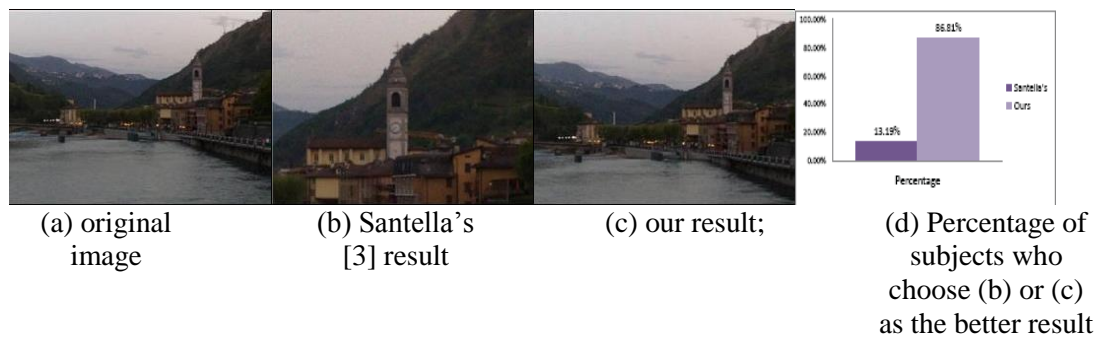 100.00%
80.00%
60.00%
40.00%
20.00%
0.00%
86.81%
13.19%
Santella's
Ours
Percentage
(a) original
image
(b) Santella’s
[3] result
(c) our result;
(d) Percentage of
subjects who
choose (b) or (c)
as the better result